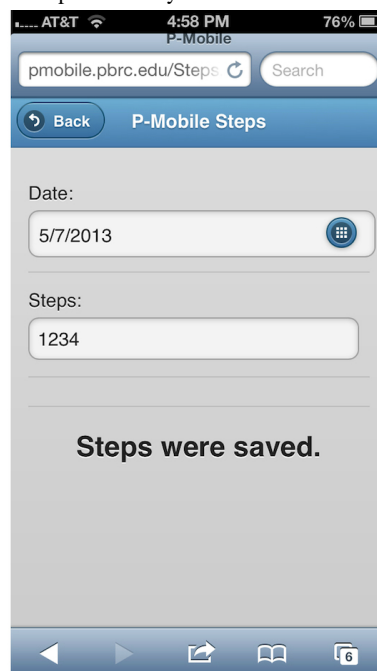 AT&T 4:58 PM 76%
P-Mobile
pmobile.pbrc.edu/Steps Search
Back P-Mobile Steps
Date:
5/7/2013
Steps:
1234
Steps were saved.
6